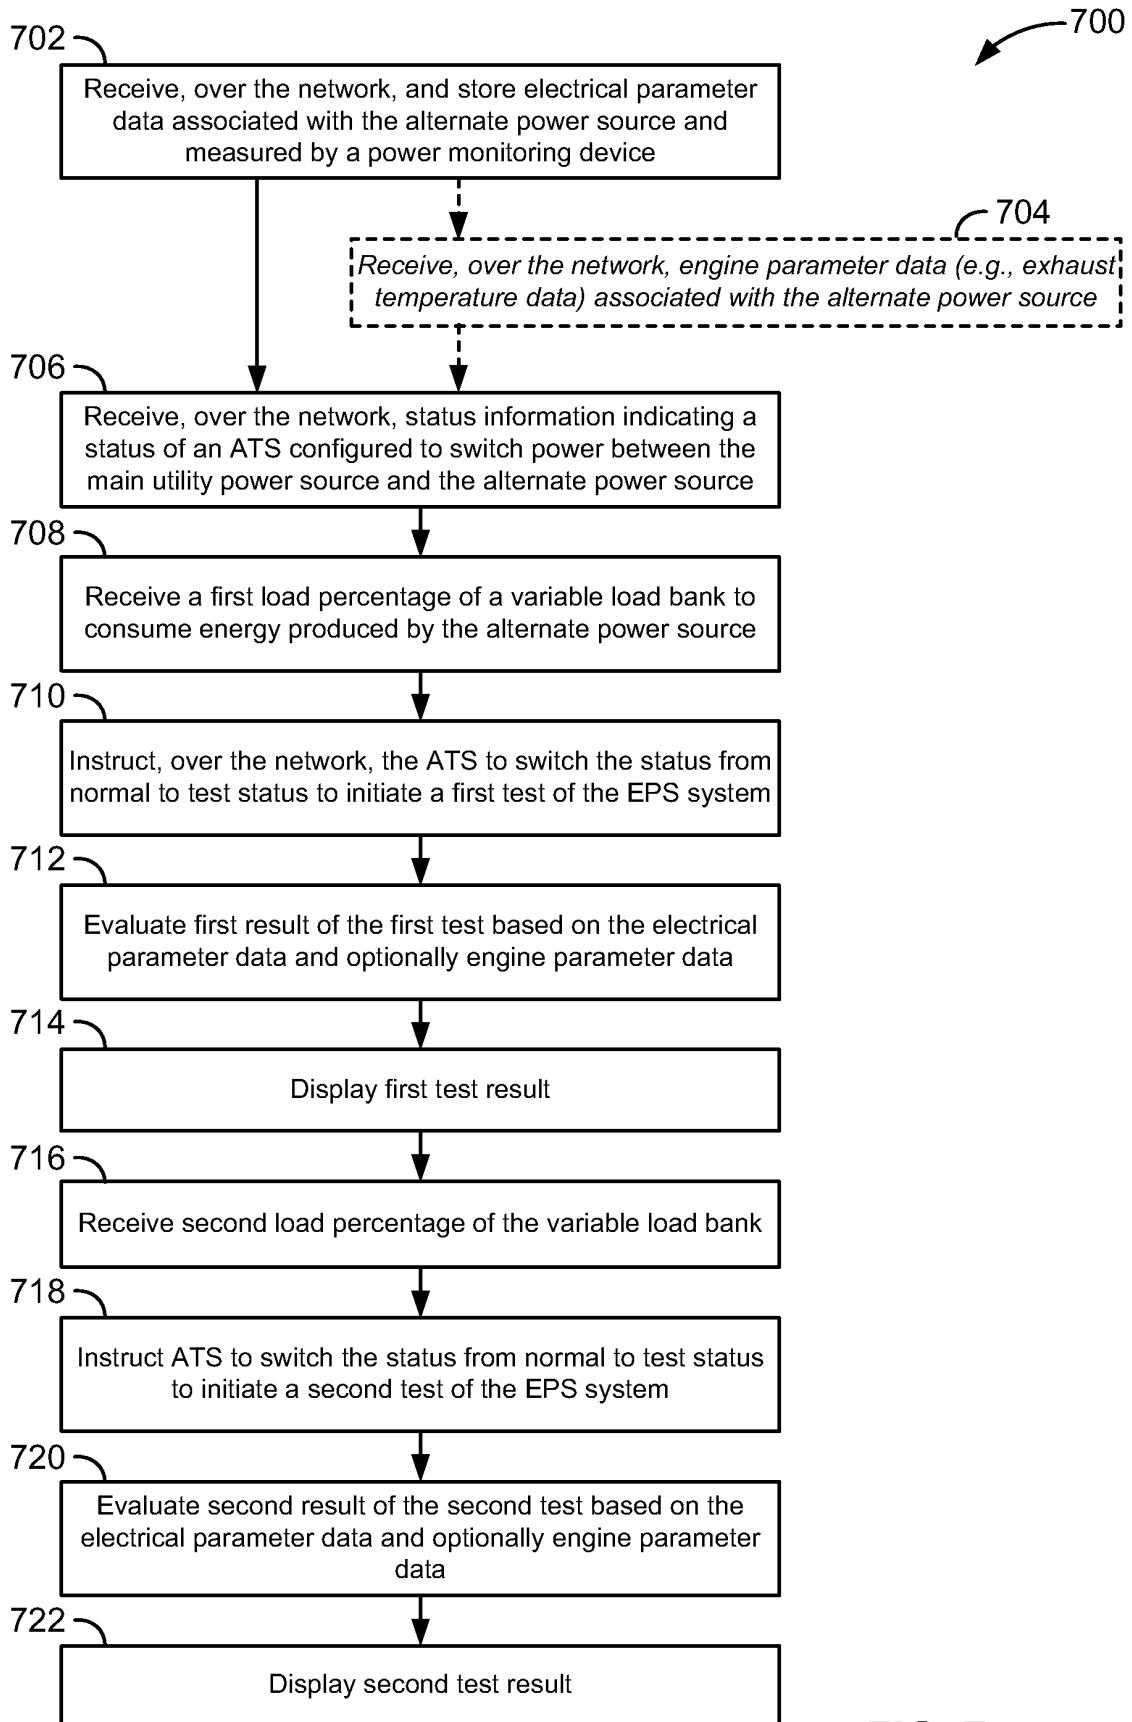 700
702
Receive, over the network, and store electrical parameter
data associated with the alternate power source and
measured by a power monitoring device
704
Receive, over the network, engine parameter data (e.g., exhaust
temperature data) associated with the alternate power source
706
Receive, over the network, status information indicating a
status of an ATS configured to switch power between the
main utility power source and the alternate power source
708
Receive a first load percentage of a variable load bank to
consume energy produced by the alternate power source
710
Instruct, over the network, the ATS to switch the status from
normal to test status to initiate a first test of the EPS system
712
Evaluate first result of the first test based on the electrical
parameter data and optionally engine parameter data
714
Display first test result
716
Receive second load percentage of the variable load bank
718
Instruct ATS to switch the status from normal to test status
to initiate a second test of the EPS system
720
Evaluate second result of the second test based on the
electrical parameter data and optionally engine parameter
data
722
Display second test result